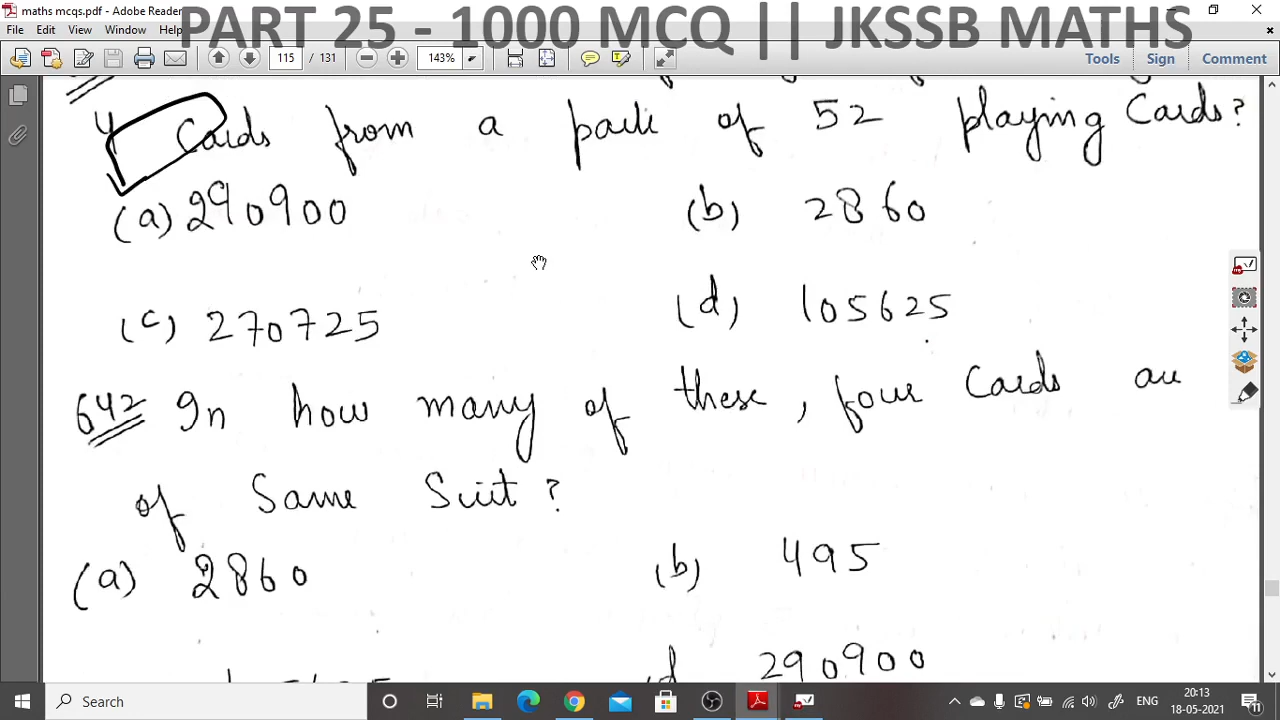 maths mcqs.pdf - Adobe Reader
PART 25 - 1000 MCQ || JKSSB MATHS
File Edit View Window Help
115 / 131 143% Tools Sign Comment
4 Cards from a pack of 52 playing Cards?
(a) 290900 (b) 2860
(c) 270725 (d) 105625
642 In how many of these, four Cards are
of Same Suit?
(a) 2860 (b) 495
d 290900
Search
ENG
20:13
18-05-2021
11